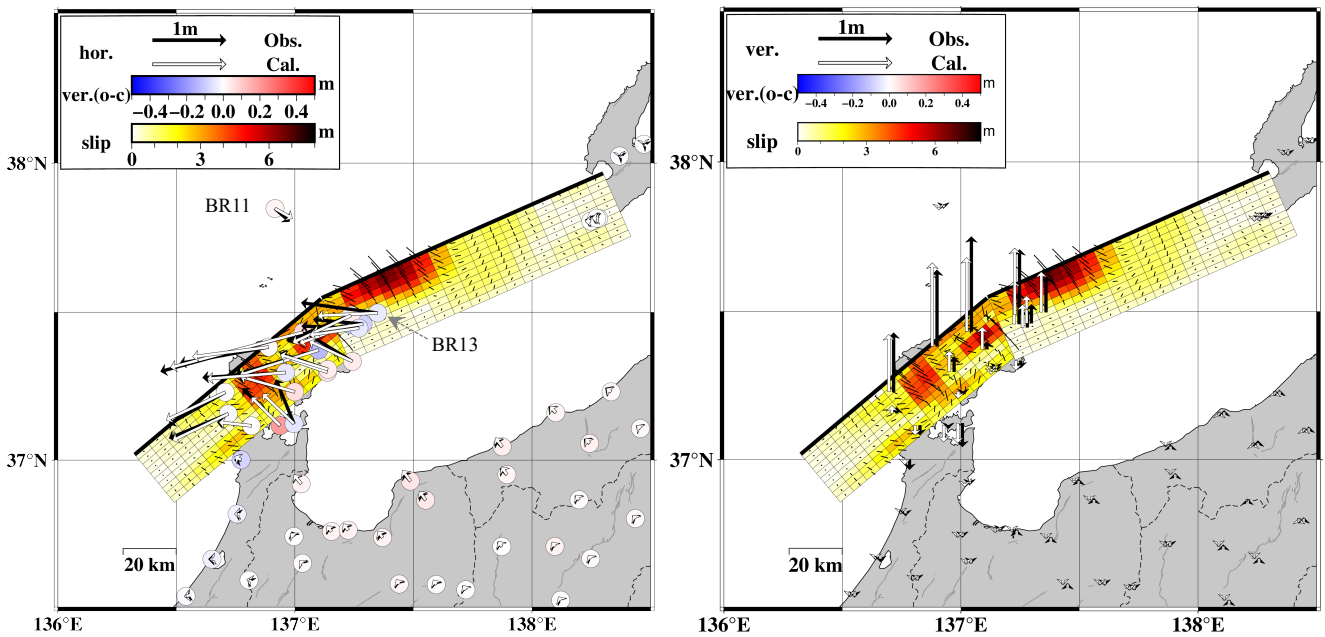 1m
hor.
Obs.
Cal.
m
ver.(o-c)
−0.4 −0.2 0.0 0.2 0.4
m
slip
0 3 6
38°N
BR11
BR13
37°N
20 km
136°E 137°E 138°E
1m
ver.
Obs.
Cal.
m
ver.(o-c)
−0.4 −0.2 0.0 0.2 0.4
m
slip
0 3 6
38°N
37°N
20 km
136°E 137°E 138°E